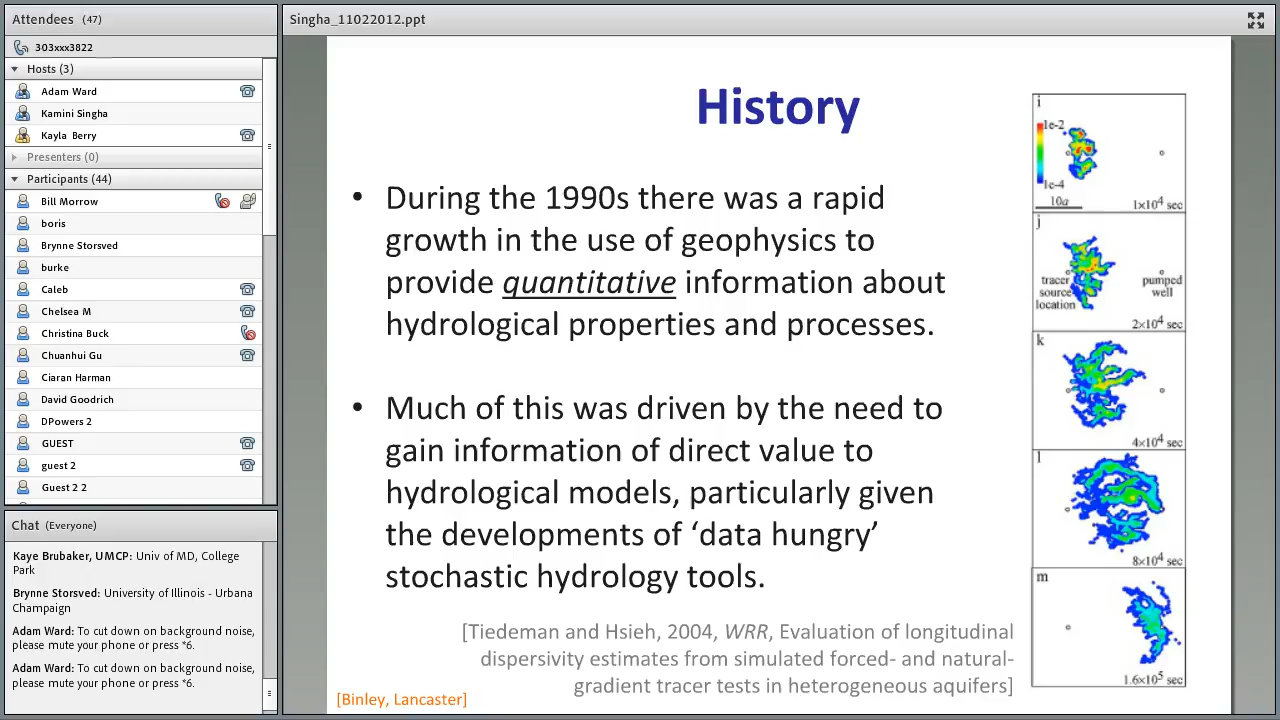 Attendees (47)
303xxx3822
Hosts (3)
Adam Ward
Kamini Singha
Kayla Berry
Presenters (0)
Participants (44)
Bill Morrow
boris
Brynne Storsved
burke
Caleb
Chelsea M
Christina Buck
Chuanhui Gu
Ciaran Harman
David Goodrich
DPowers 2
GUEST
guest 2
Guest 2 2
Chat (Everyone)
Kaye Brubaker, UMCP: Univ of MD, College
Park
Brynne Storsved: University of Illinois - Urbana
Champaign
Adam Ward: To cut down on background noise,
please mute your phone or press *6.
Adam Ward: To cut down on background noise,
please mute your phone or press *6.
Singha_11022012.ppt
History
• During the 1990s there was a rapid
growth in the use of geophysics to
provide quantitative information about
hydrological properties and processes.
• Much of this was driven by the need to
gain information of direct value to
hydrological models, particularly given
the developments of ‘data hungry’
stochastic hydrology tools.
[Tiedeman and Hsieh, 2004, WRR, Evaluation of longitudinal
dispersivity estimates from simulated forced- and natural-
gradient tracer tests in heterogeneous aquifers]
[Binley, Lancaster]
i
1e-2
1e-4
10a
1×10⁴ sec
j
tracer
source
location
pumped
well
2×10⁴ sec
k
4×10⁴ sec
l
8×10⁴ sec
m
1.6×10⁵ sec